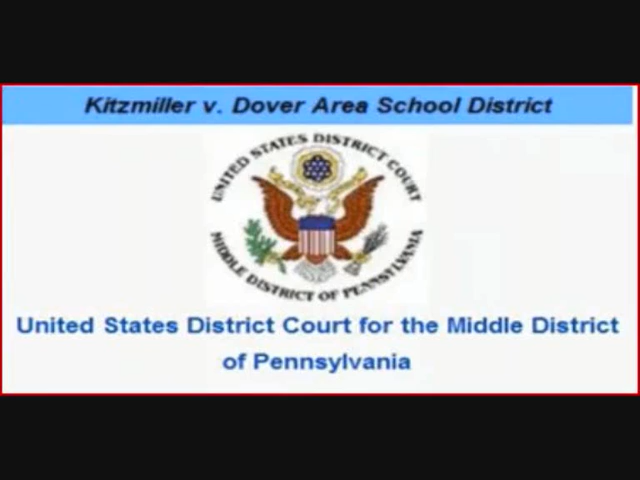 Kitzmiller v. Dover Area School District
UNITED STATES DISTRICT COURT
MIDDLE DISTRICT OF PENNSYLVANIA
United States District Court for the Middle District
of Pennsylvania